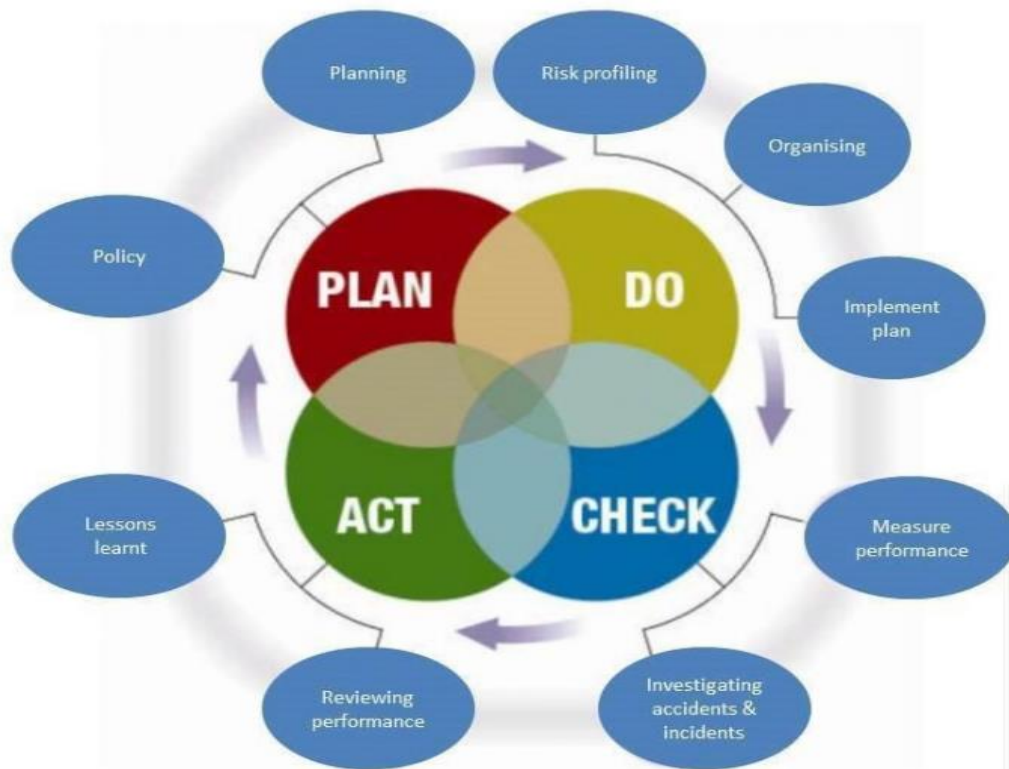 Planning
Risk profiling
Organising
Policy
PLAN
DO
Implement
plan
ACT
CHECK
Lessons
learnt
Measure
performance
Reviewing
performance
Investigating
accidents &
incidents